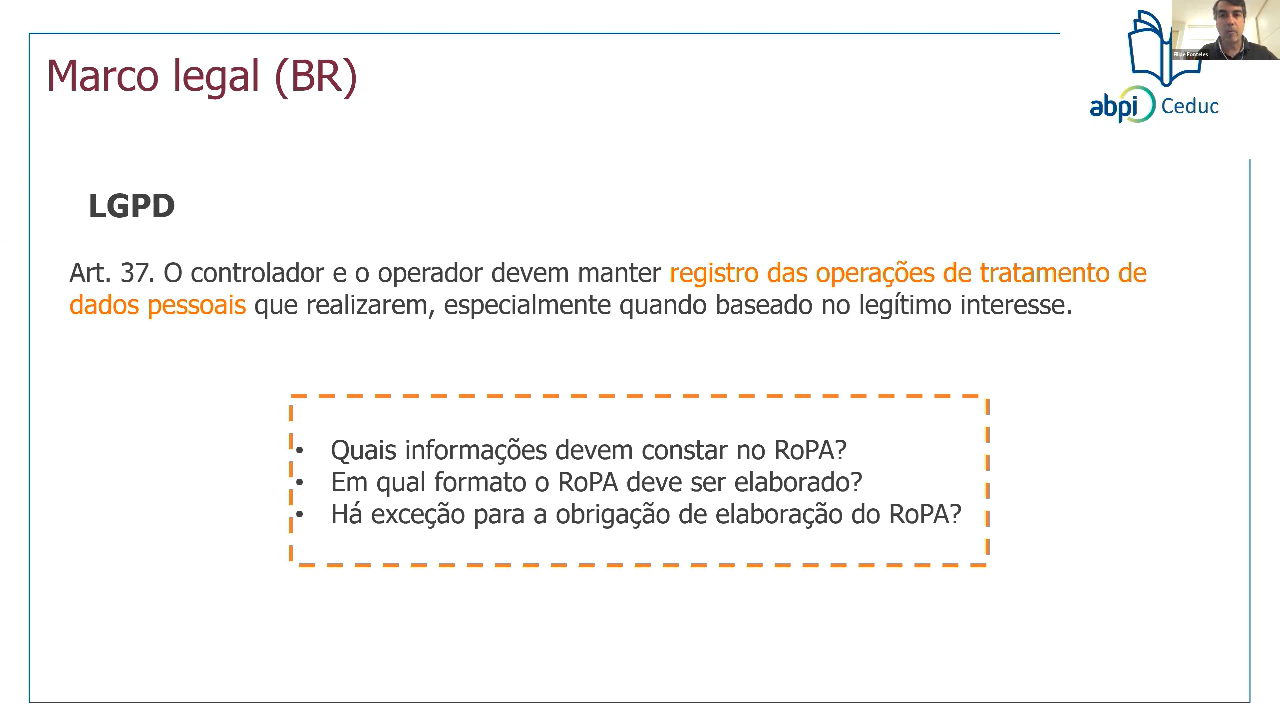 Marco legal (BR)
abpi Ceduc
LGPD
Art. 37. O controlador e o operador devem manter registro das operações de tratamento de
dados pessoais que realizarem, especialmente quando baseado no legítimo interesse.
• Quais informações devem constar no RoPA?
• Em qual formato o RoPA deve ser elaborado?
• Há exceção para a obrigação de elaboração do RoPA?